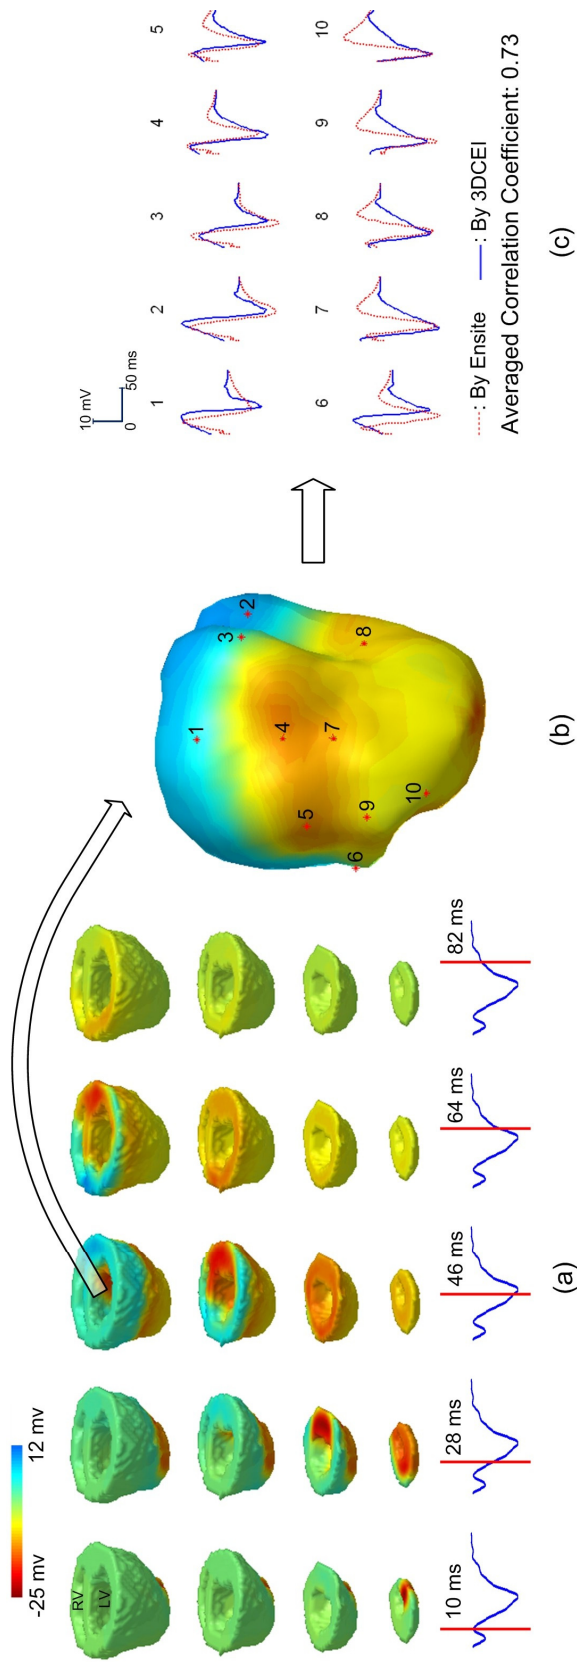 -25 mv
12 mv
RV
LV
10 ms
28 ms
46 ms
64 ms
82 ms
(a)
1
2
3
4
5
6
7
8
9
10
(b)
10 mV
0
50 ms
1
2
3
4
5
6
7
8
9
10
: By Ensite
: By 3DCEI
Averaged Correlation Coefficient: 0.73
(c)